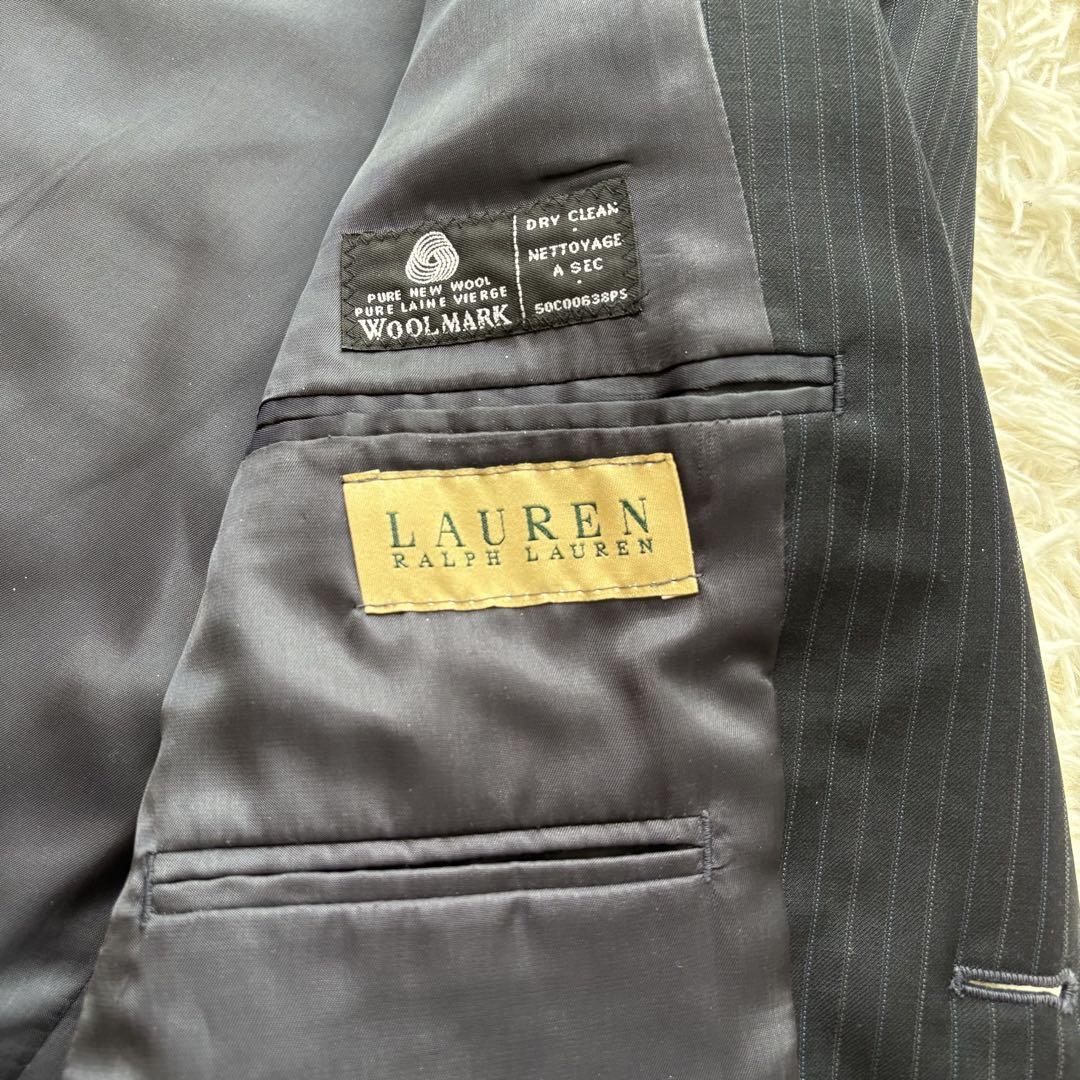 PURE NEW WOOL
PURE LAINE VIERGE
WOOLMARK
DRY CLEAN
·
NETTOYAGE
A SEC
·
50C00638PS
LAUREN
RALPH LAUREN